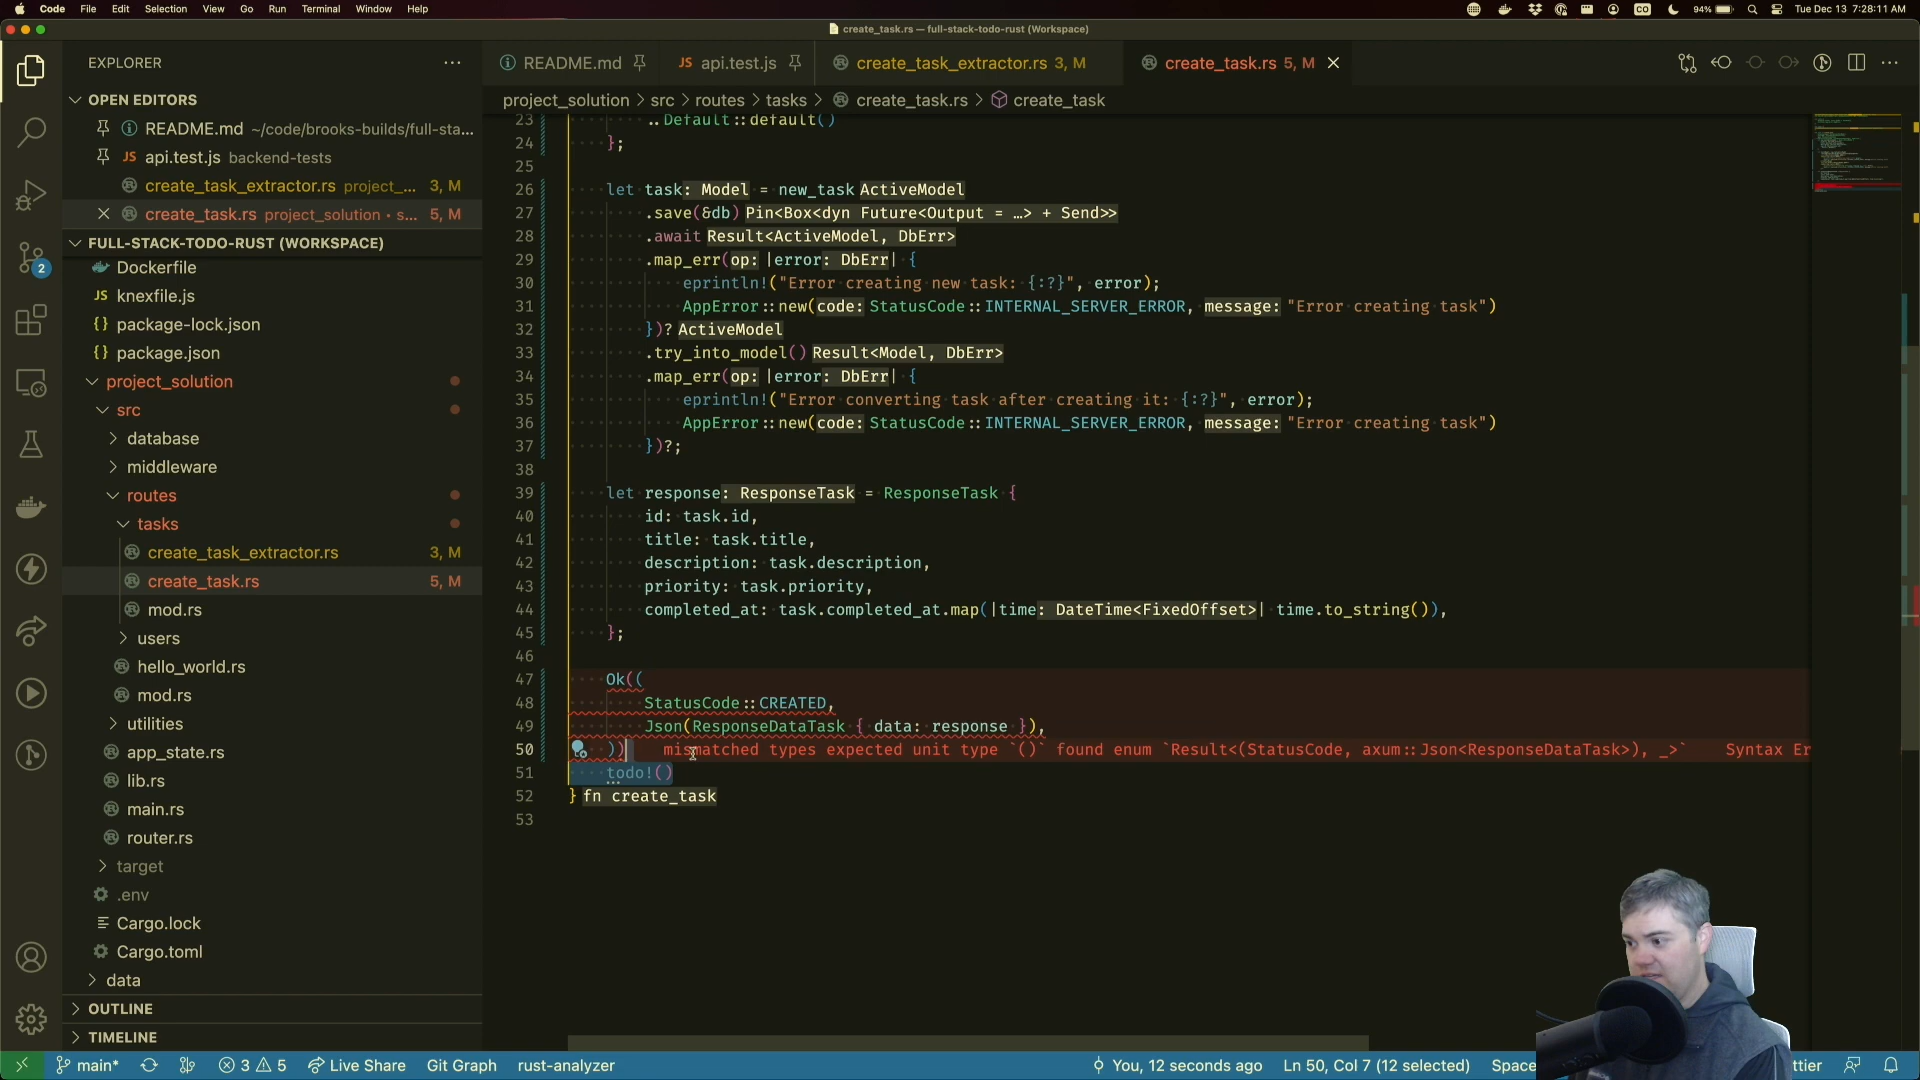 Code File Edit Selection View Go Run Terminal Window Help
94% Tue Dec 13 7:28:11 AM
create_task.rs — full-stack-todo-rust (Workspace)
EXPLORER
README.md
JS api.test.js
create_task_extractor.rs 3, M
create_task.rs 5, M
project_solution > src > routes > tasks > create_task.rs > create_task
OPEN EDITORS
README.md ~/code/brooks-builds/full-sta...
JS api.test.js backend-tests
create_task_extractor.rs project_... 3, M
create_task.rs project_solution • s... 5, M
FULL-STACK-TODO-RUST (WORKSPACE)
Dockerfile
JS knexfile.js
{} package-lock.json
{} package.json
project_solution
src
database
middleware
routes
tasks
create_task_extractor.rs 3, M
create_task.rs 5, M
mod.rs
users
hello_world.rs
mod.rs
utilities
app_state.rs
lib.rs
main.rs
router.rs
target
.env
Cargo.lock
Cargo.toml
data
OUTLINE
TIMELINE
2
23 ..Default::default()
24 };
25
26 let task: Model = new_task ActiveModel
27 .save(&db) Pin<Box<dyn Future<Output = …> + Send>>
28 .await Result<ActiveModel, DbErr>
29 .map_err(op: |error: DbErr| {
30 eprintln!("Error creating new task: {:?}", error);
31 AppError::new(code: StatusCode::INTERNAL_SERVER_ERROR, message: "Error creating task")
32 })? ActiveModel
33 .try_into_model() Result<Model, DbErr>
34 .map_err(op: |error: DbErr| {
35 eprintln!("Error converting task after creating it: {:?}", error);
36 AppError::new(code: StatusCode::INTERNAL_SERVER_ERROR, message: "Error creating task")
37 })?;
38
39 let response: ResponseTask = ResponseTask {
40 id: task.id,
41 title: task.title,
42 description: task.description,
43 priority: task.priority,
44 completed_at: task.completed_at.map(|time: DateTime<FixedOffset>| time.to_string()),
45 };
46
47 Ok((
48 StatusCode::CREATED,
49 Json(ResponseDataTask { data: response }),
50 )) mismatched types expected unit type `()` found enum `Result<(StatusCode, axum::Json<ResponseDataTask>), _>` Syntax Er
51 todo!()
52 } fn create_task
53
main* 3 5 Live Share Git Graph rust-analyzer
You, 12 seconds ago Ln 50, Col 7 (12 selected) Space ttier